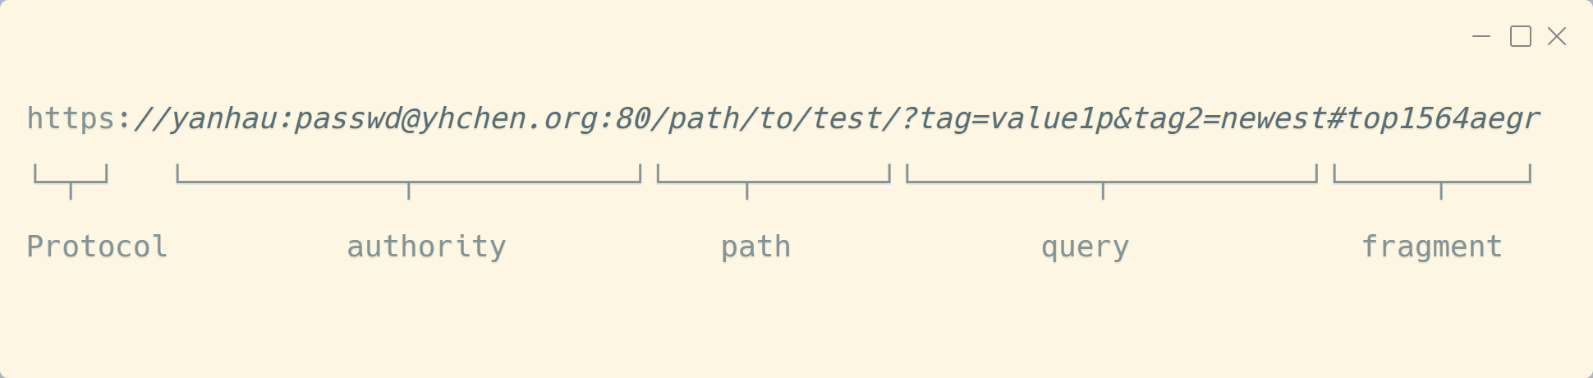 https://yanhau:passwd@yhchen.org:80/path/to/test/?tag=value1p&tag2=newest#top1564aegr
Protocol authority path query fragment